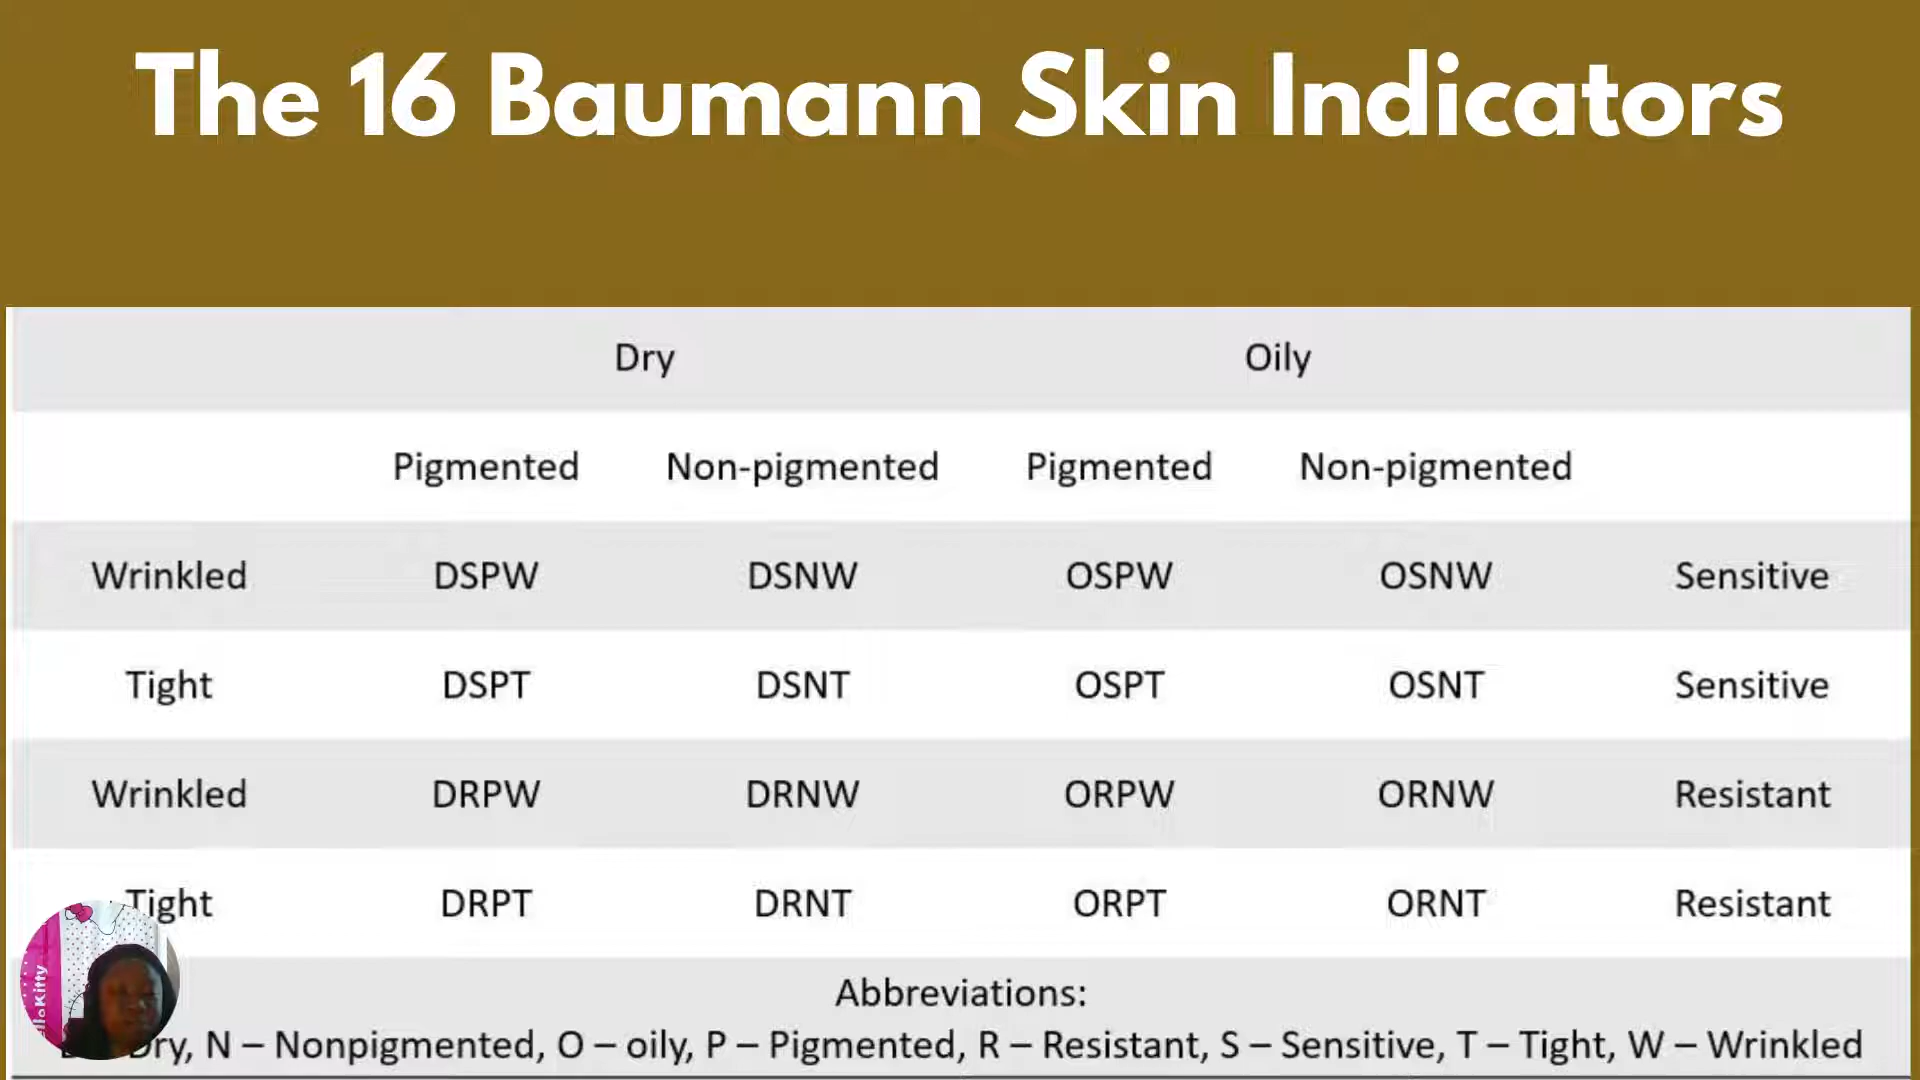 The 16 Baumann Skin Indicators
Dry Oily
Pigmented Non-pigmented Pigmented Non-pigmented
Wrinkled DSPW DSNW OSPW OSNW Sensitive
Tight DSPT DSNT OSPT OSNT Sensitive
Wrinkled DRPW DRNW ORPW ORNW Resistant
Tight DRPT DRNT ORPT ORNT Resistant
Abbreviations:
Dry, N – Nonpigmented, O – oily, P – Pigmented, R – Resistant, S – Sensitive, T – Tight, W – Wrinkled